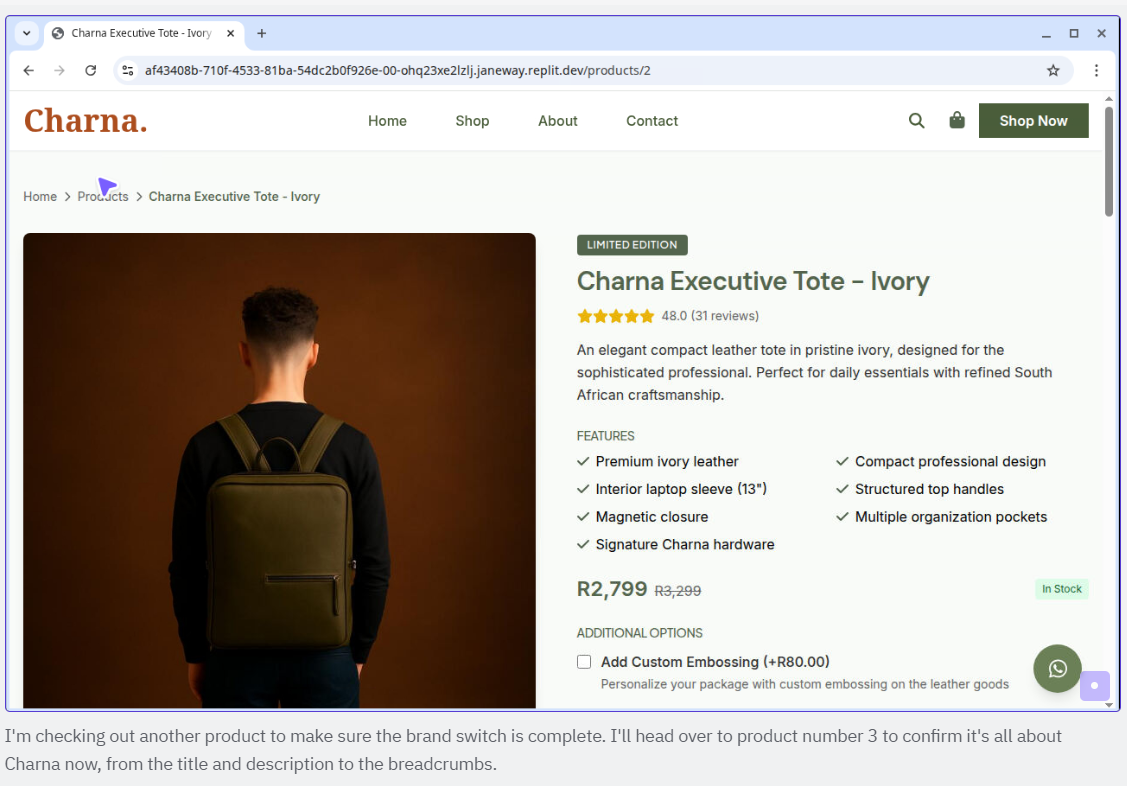 Charna Executive Tote - Ivory
af43408b-710f-4533-81ba-54dc2b0f926e-00-ohq23xe2lzlj.janeway.replit.dev/products/2
Charna.
Home
Shop
About
Contact
Shop Now
Home > Products > Charna Executive Tote - Ivory
LIMITED EDITION
Charna Executive Tote - Ivory
48.0 (31 reviews)
An elegant compact leather tote in pristine ivory, designed for the
sophisticated professional. Perfect for daily essentials with refined South
African craftsmanship.
FEATURES
Premium ivory leather
Compact professional design
Interior laptop sleeve (13")
Structured top handles
Magnetic closure
Multiple organization pockets
Signature Charna hardware
R2,799 R3,299
In Stock
ADDITIONAL OPTIONS
Add Custom Embossing (+R80.00)
Personalize your package with custom embossing on the leather goods
I'm checking out another product to make sure the brand switch is complete. I'll head over to product number 3 to confirm it's all about
Charna now, from the title and description to the breadcrumbs.